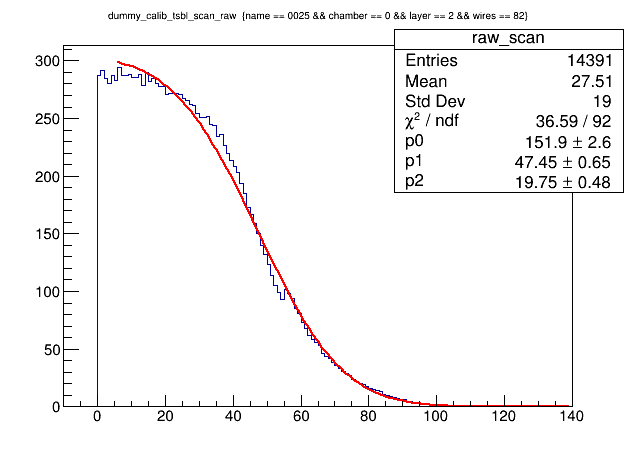 dummy_calib_tsbl_scan_raw {name == 0025 && chamber == 0 && layer == 2 && wires == 82}
raw_scan
Entries 14391
Mean 27.51
Std Dev 19
χ² / ndf 36.59 / 92
p0 151.9 ± 2.6
p1 47.45 ± 0.65
p2 19.75 ± 0.48
300
250
200
150
100
50
0
0 20 40 60 80 100 120 140